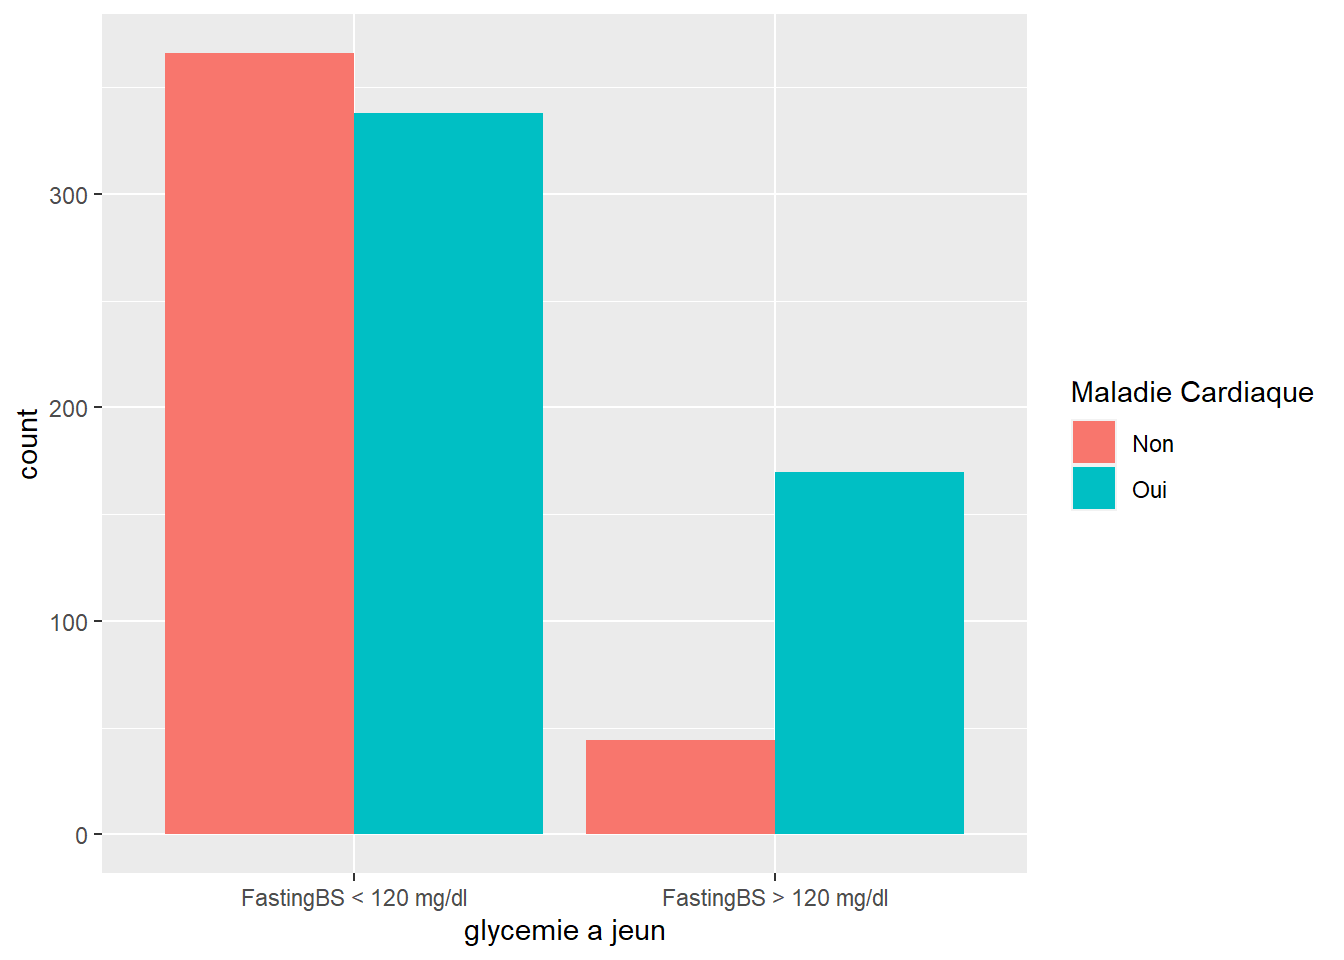 300
200
100
0
count
FastingBS < 120 mg/dl
FastingBS > 120 mg/dl
glycemie a jeun
Maladie Cardiaque
Non
Oui